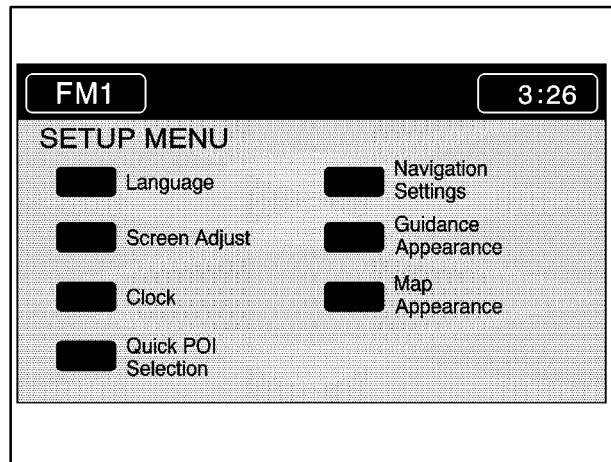 FM1
3:26
SETUP MENU
Language
Screen Adjust
Clock
Quick POI
Selection
Navigation
Settings
Guidance
Appearance
Map
Appearance